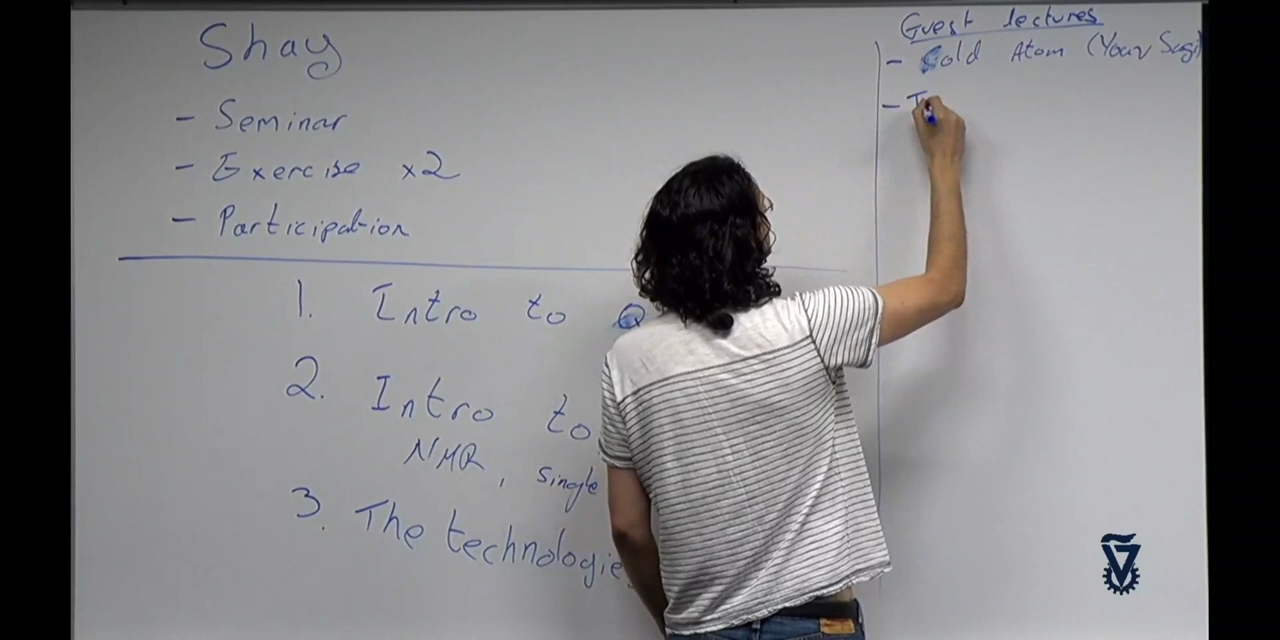 Shay
- Seminar
- Exercise x2
- Participation
1. Intro to Q
2. Intro to
NMR, single
3. The technologie
Guest lectures
- Cold Atom (Yoav Sagi)
-